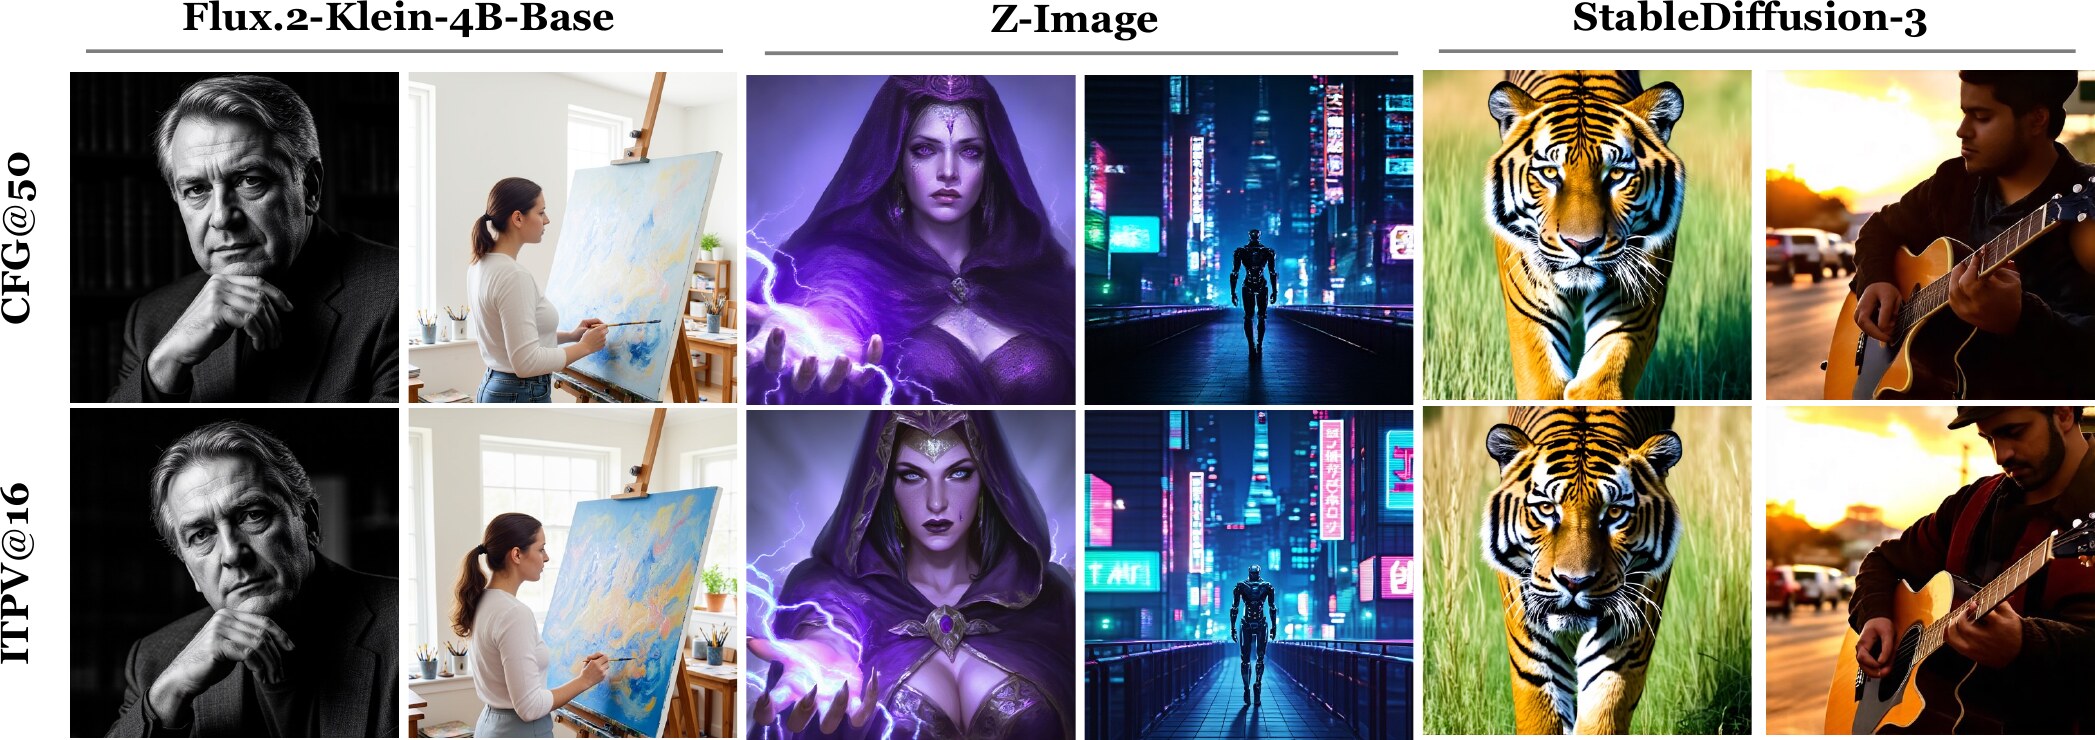 Flux.2-Klein-4B-Base
Z-Image
StableDiffusion-3
CFG@50
ITPV@16